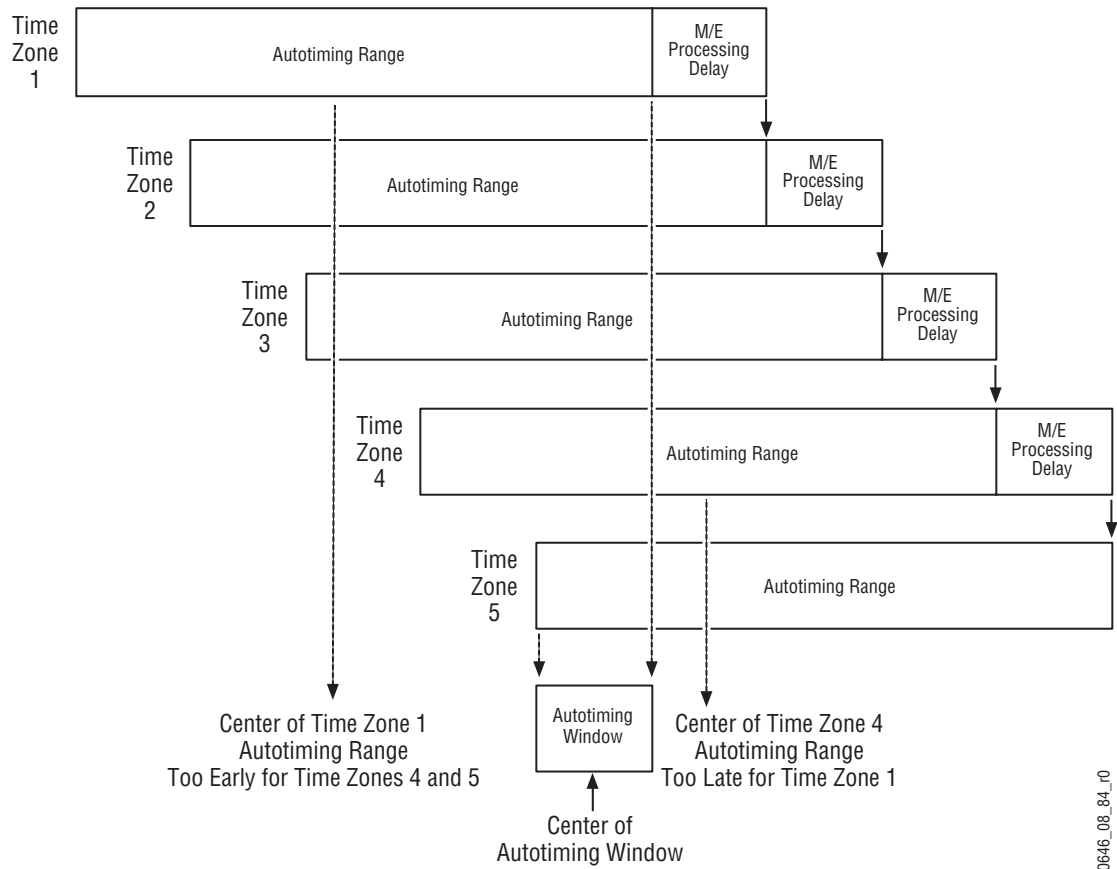 Time
Zone
1
Autotiming Range
M/E
Processing
Delay
Time
Zone
2
Autotiming Range
M/E
Processing
Delay
Time
Zone
3
Autotiming Range
M/E
Processing
Delay
Time
Zone
4
Autotiming Range
M/E
Processing
Delay
Time
Zone
5
Autotiming Range
Center of Time Zone 1
Autotiming Range
Too Early for Time Zones 4 and 5
Autotiming
Window
Center of Time Zone 4
Autotiming Range
Too Late for Time Zone 1
Center of
Autotiming Window
0646_08_84_r0